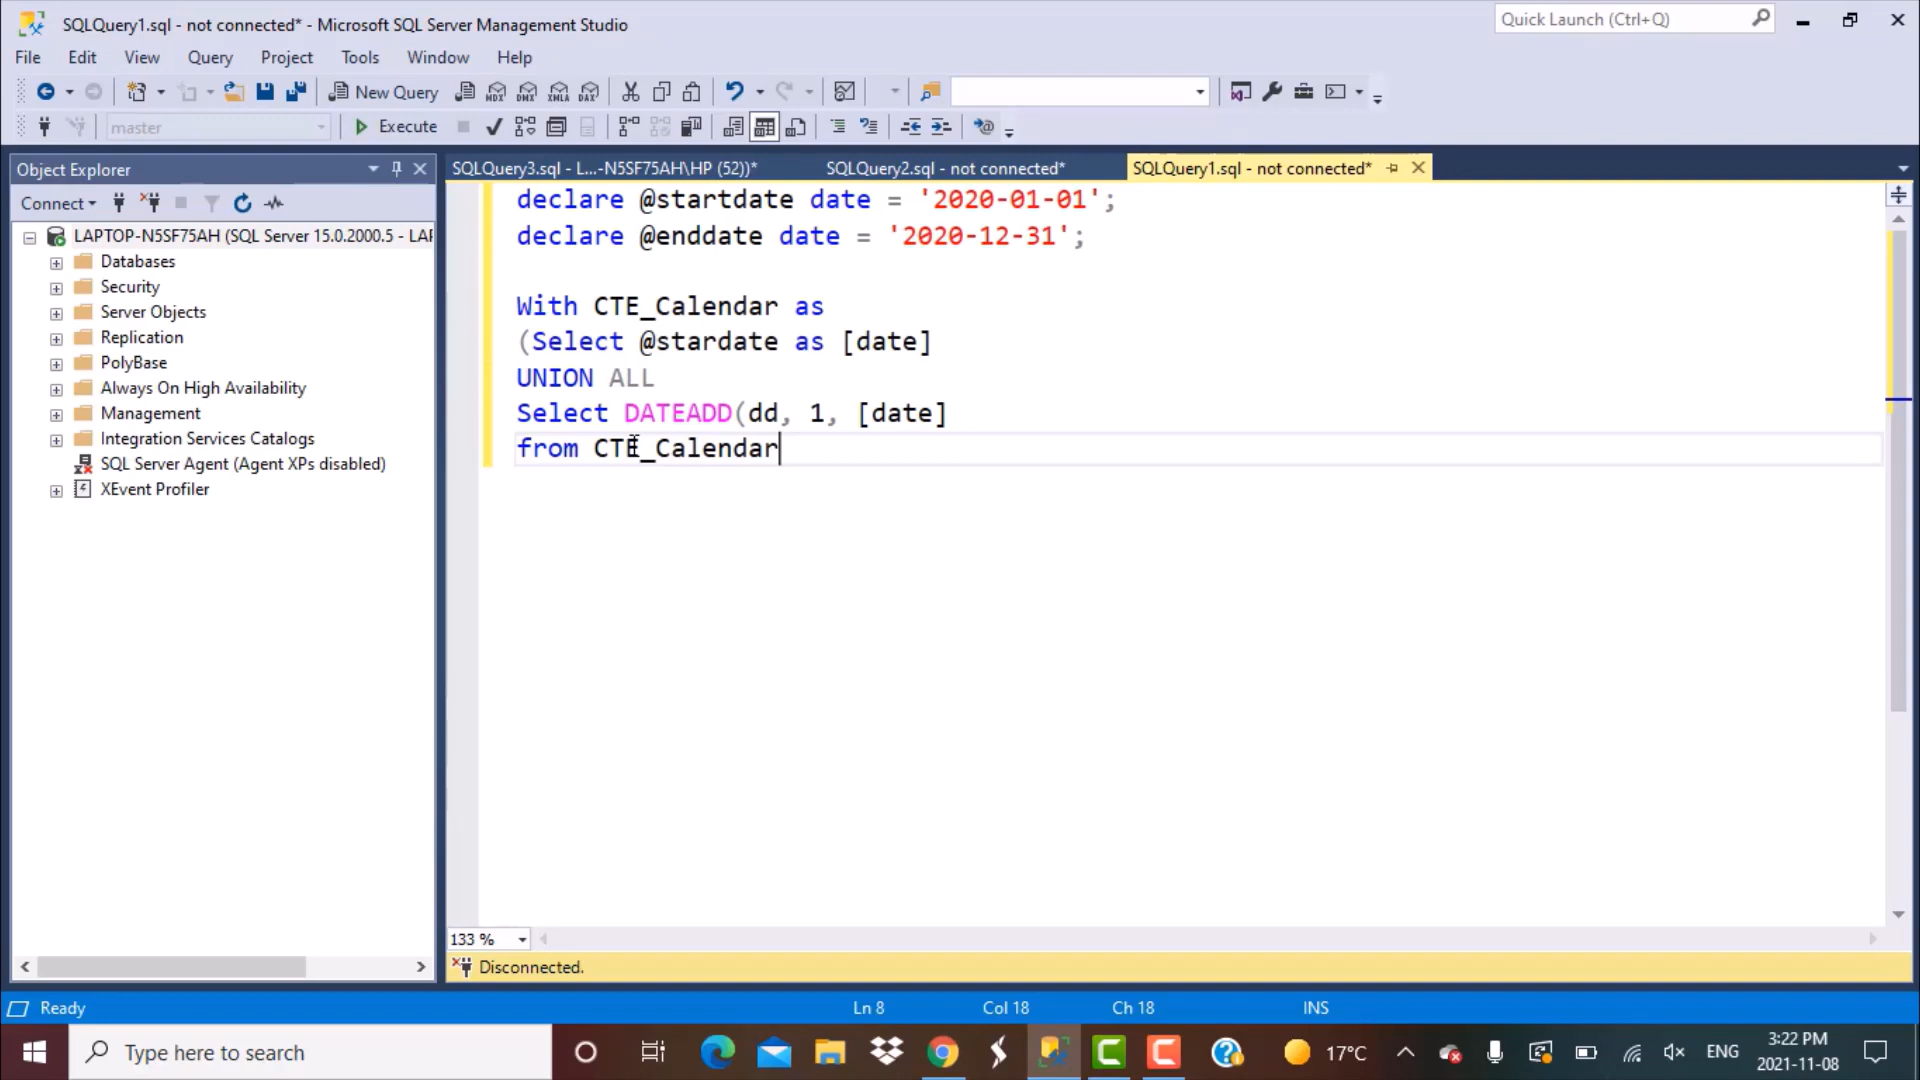 SQLQuery1.sql - not connected* - Microsoft SQL Server Management Studio
Quick Launch (Ctrl+Q)
File Edit View Query Project Tools Window Help
New Query MDX DMX XMLA DAX
master Execute
Object Explorer
SQLQuery3.sql - L...-N5SF75AH\HP (52))* SQLQuery2.sql - not connected* SQLQuery1.sql - not connected*
Connect
LAPTOP-N5SF75AH (SQL Server 15.0.2000.5 - LAP
Databases
Security
Server Objects
Replication
PolyBase
Always On High Availability
Management
Integration Services Catalogs
SQL Server Agent (Agent XPs disabled)
XEvent Profiler
declare @startdate date = '2020-01-01';
declare @enddate date = '2020-12-31';
With CTE_Calendar as
(Select @stardate as [date]
UNION ALL
Select DATEADD(dd, 1, [date]
from CTE_Calendar
133 %
Disconnected.
Ready Ln 8 Col 18 Ch 18 INS
Type here to search
17°C
ENG
3:22 PM
2021-11-08